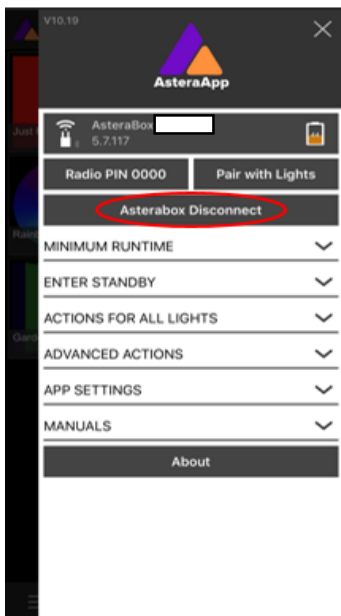 V10.19
AsteraApp
AsteraBox
5.7.117
Radio PIN 0000
Pair with Lights
Asterabox Disconnect
MINIMUM RUNTIME
ENTER STANDBY
ACTIONS FOR ALL LIGHTS
ADVANCED ACTIONS
APP SETTINGS
MANUALS
About